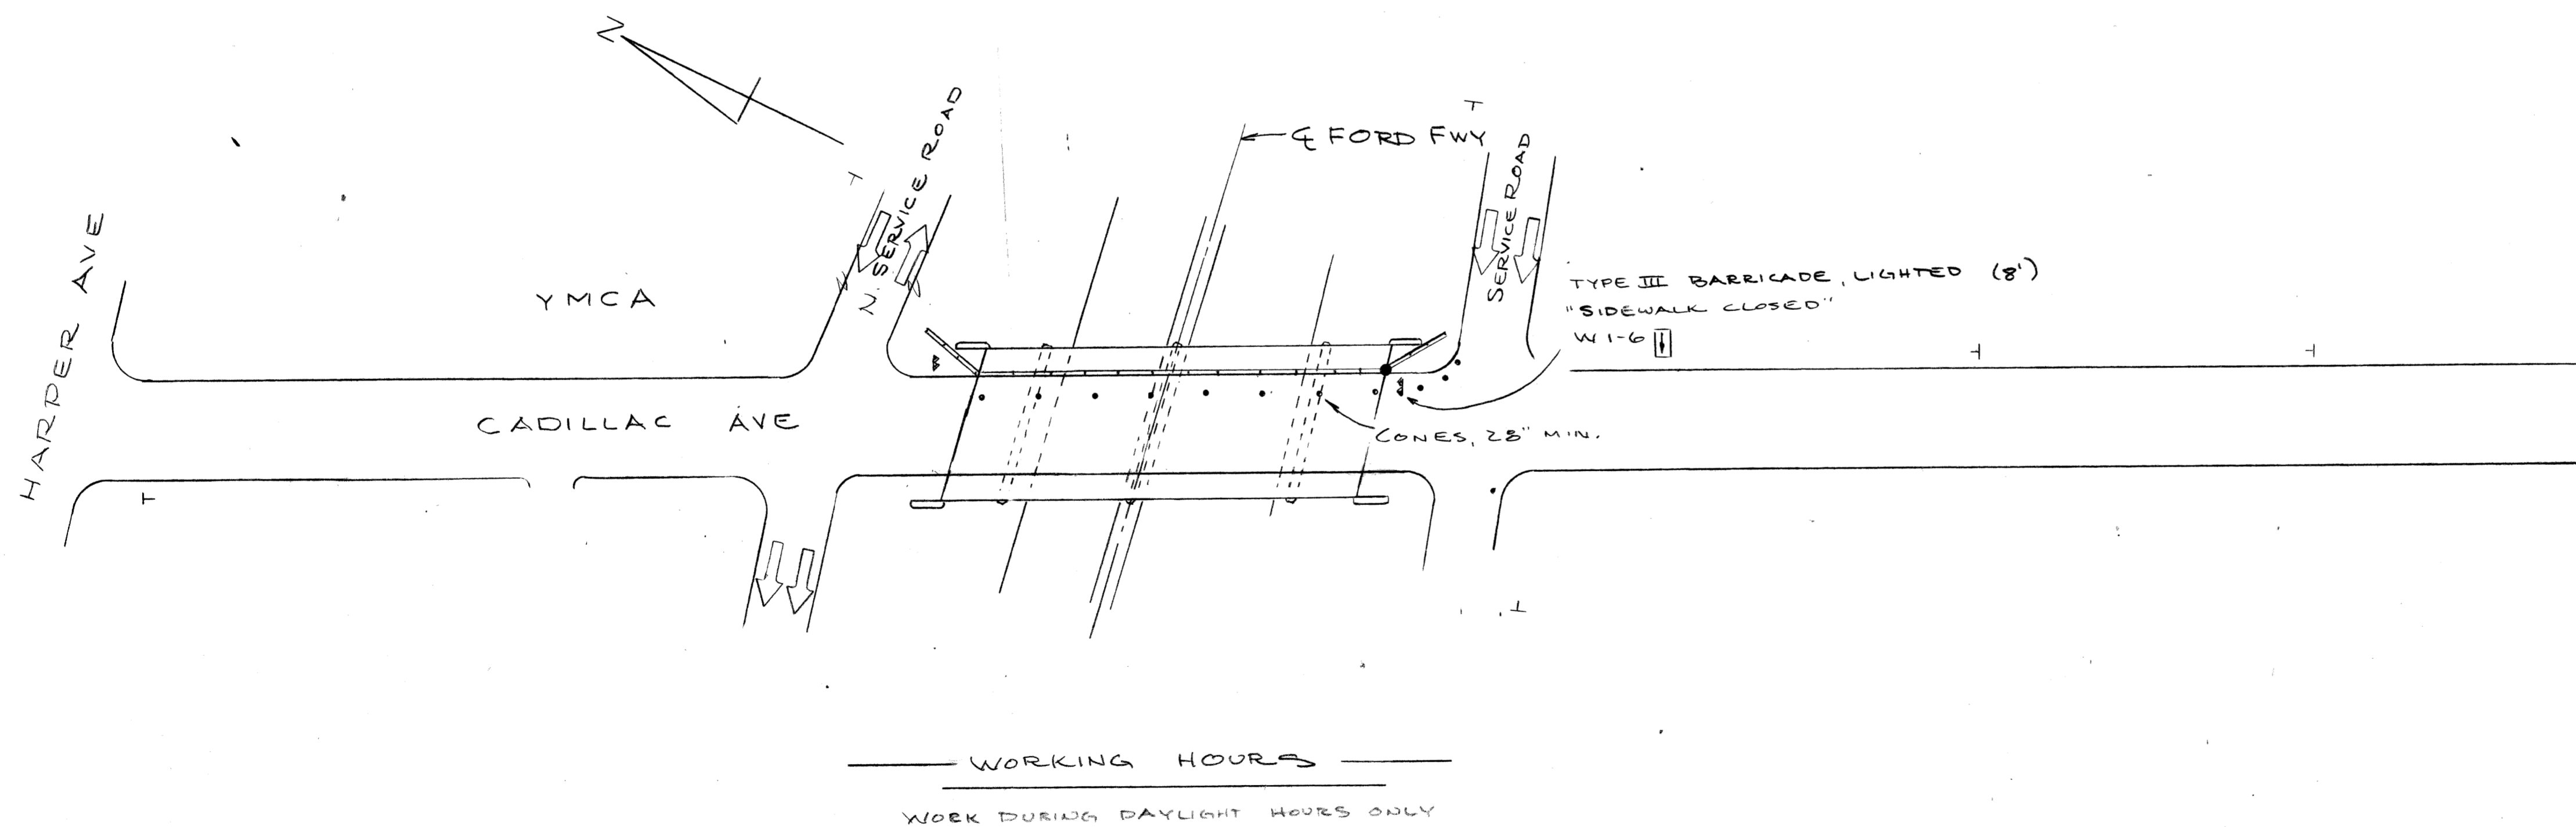 N
N. SERVICE ROAD
℄ FORD FWY
SERVICE ROAD
HARPER AVE
YMCA
TYPE III BARRICADE, LIGHTED (8')
"SIDEWALK CLOSED"
W1-6
CADILLAC AVE
CONES, 28" MIN.
WORKING HOURS
WORK DURING DAYLIGHT HOURS ONLY